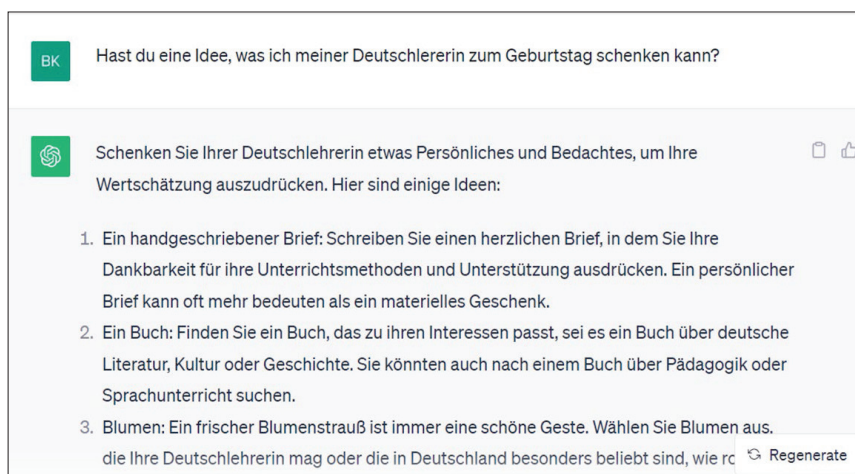 BK
Hast du eine Idee, was ich meiner Deutschlererin zum Geburtstag schenken kann?
Schenken Sie Ihrer Deutschlehrerin etwas Persönliches und Bedachtes, um Ihre
Wertschätzung auszudrücken. Hier sind einige Ideen:
1. Ein handgeschriebener Brief: Schreiben Sie einen herzlichen Brief, in dem Sie Ihre
Dankbarkeit für ihre Unterrichtsmethoden und Unterstützung ausdrücken. Ein persönlicher
Brief kann oft mehr bedeuten als ein materielles Geschenk.
2. Ein Buch: Finden Sie ein Buch, das zu ihren Interessen passt, sei es ein Buch über deutsche
Literatur, Kultur oder Geschichte. Sie könnten auch nach einem Buch über Pädagogik oder
Sprachunterricht suchen.
3. Blumen: Ein frischer Blumenstrauß ist immer eine schöne Geste. Wählen Sie Blumen aus,
die Ihre Deutschlehrerin mag oder die in Deutschland besonders beliebt sind, wie
Regenerate